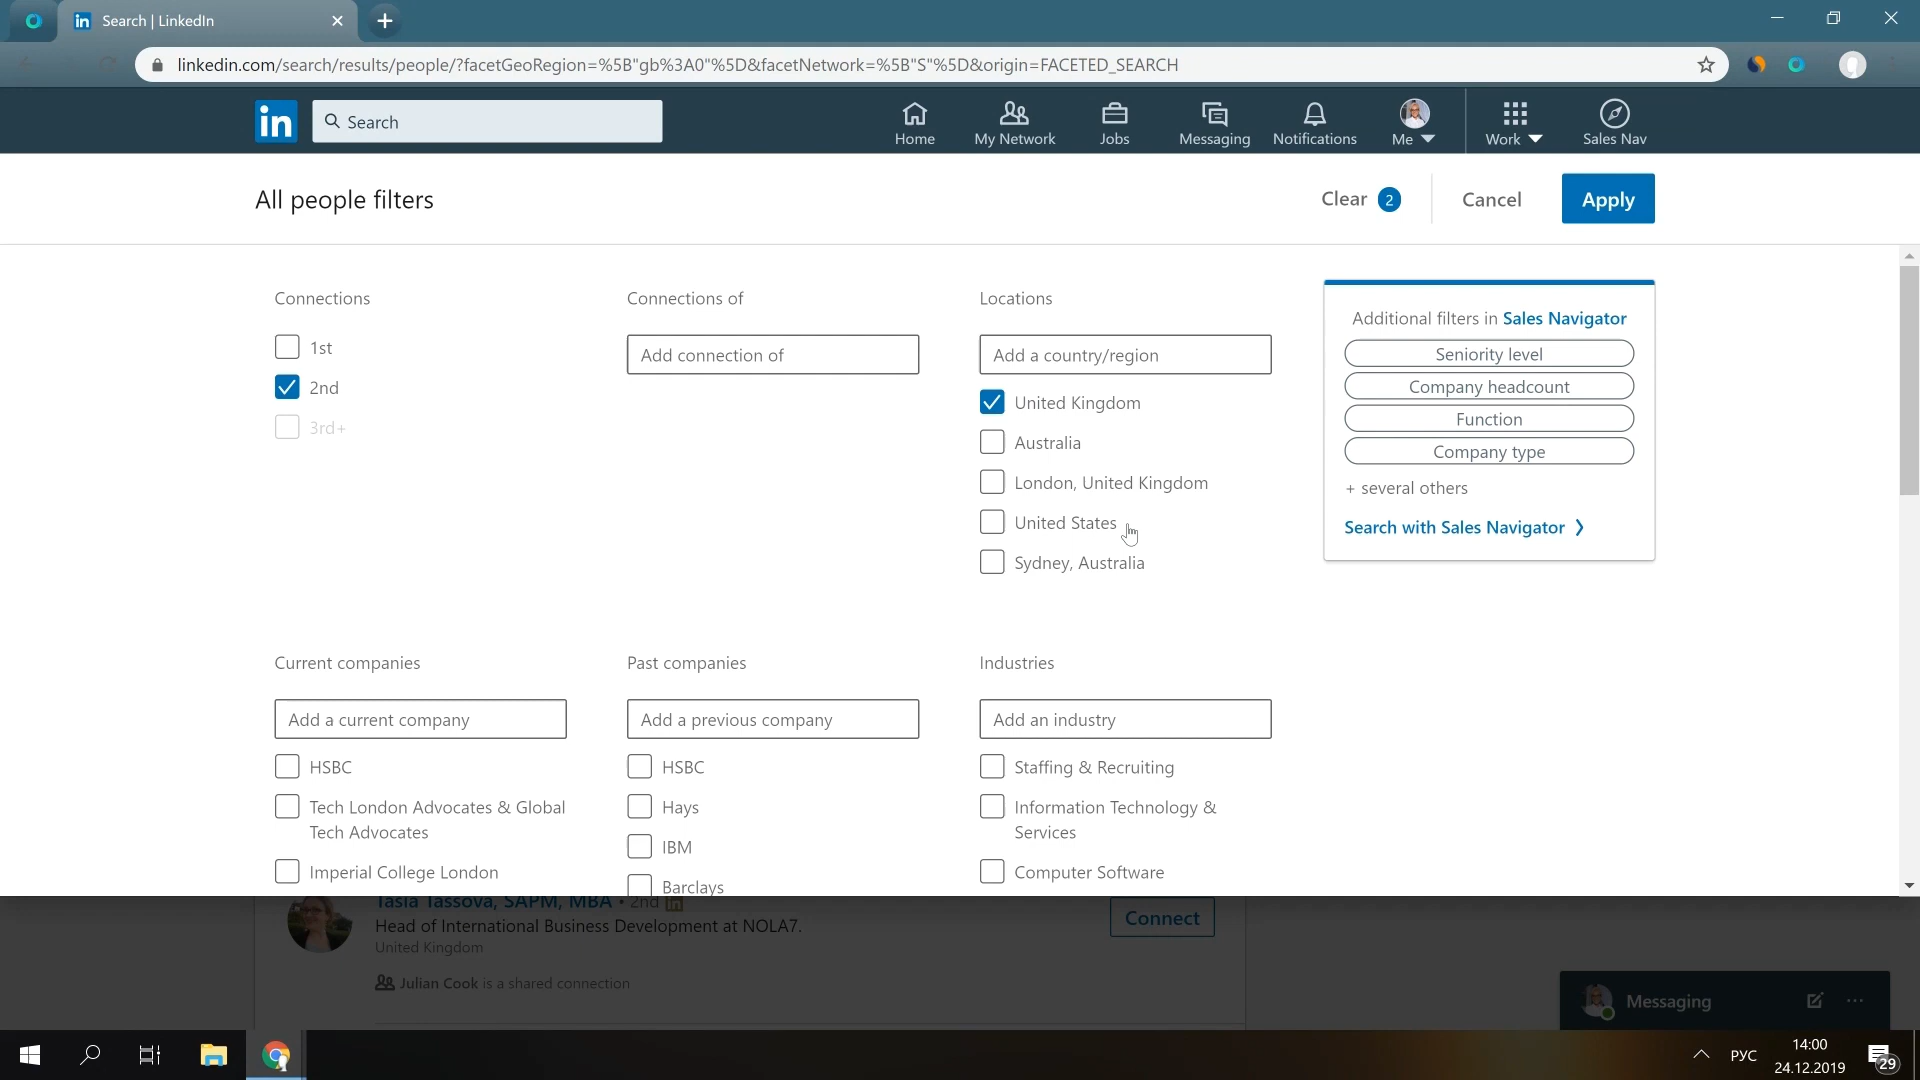 Search | LinkedIn
linkedin.com/search/results/people/?facetGeoRegion=%5B"gb%3A0"%5D&facetNetwork=%5B"S"%5D&origin=FACETED_SEARCH
in
Search
Home
My Network
Jobs
Messaging
Notifications
Me
Work
Sales Nav
All people filters
Clear 2
Cancel
Apply
Connections
1st
2nd
3rd+
Connections of
Add connection of
Locations
Add a country/region
United Kingdom
Australia
London, United Kingdom
United States
Sydney, Australia
Additional filters in Sales Navigator
Seniority level
Company headcount
Function
Company type
+ several others
Search with Sales Navigator
Current companies
Add a current company
HSBC
Tech London Advocates & Global
Tech Advocates
Imperial College London
Past companies
Add a previous company
HSBC
Hays
IBM
Barclays
Industries
Add an industry
Staffing & Recruiting
Information Technology &
Services
Computer Software
Tasia Tassova, SAPM, MBA • 2nd in
Head of International Business Development at NOLA7.
United Kingdom
Julian Cook is a shared connection
Connect
Messaging
РУС
14:00
24.12.2019
29